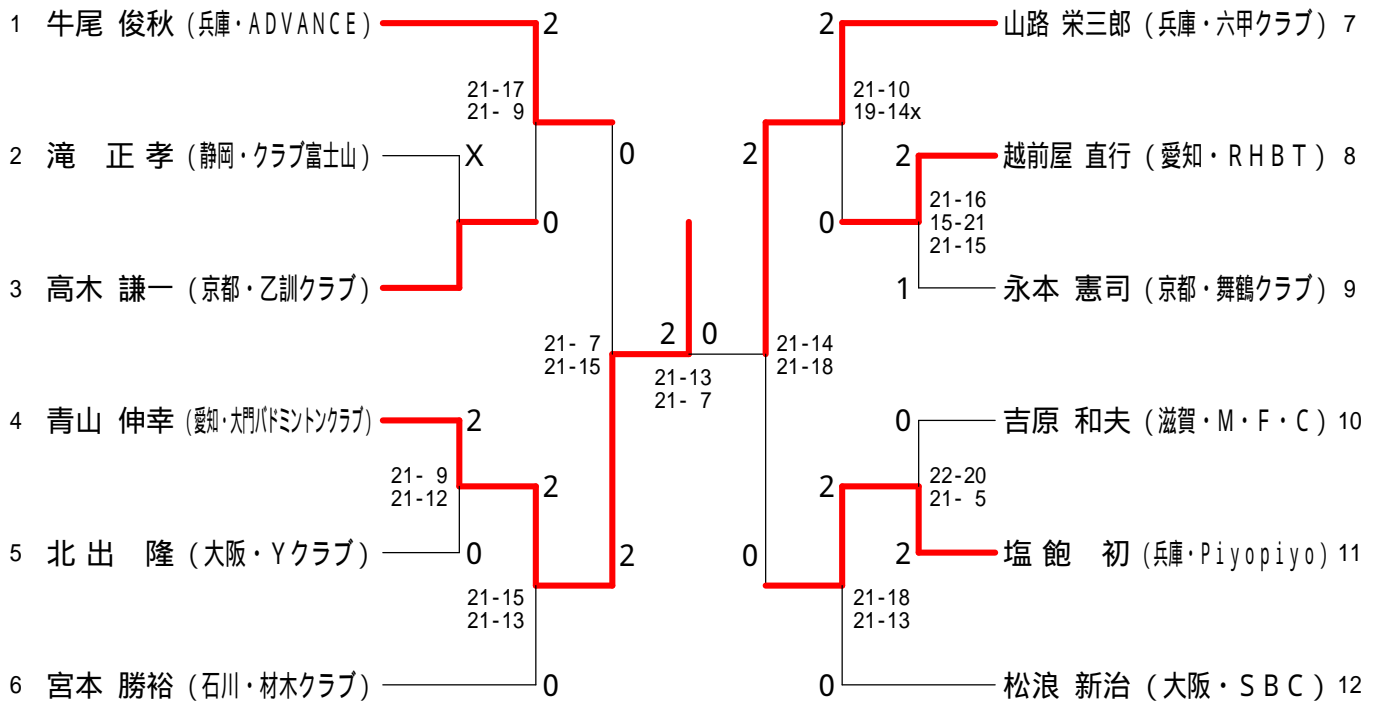 1 牛尾 俊秋 (兵庫・ADVANCE) 2
21-17
21- 9
2 滝 正孝 (静岡・クラブ富士山) X
0
0
3 高木 謙一 (京都・乙訓クラブ)
21- 7
21-15
4 青山 伸幸 (愛知・大門バドミントンクラブ) 2
21- 9
21-12
2
5 北出 隆 (大阪・Yクラブ) 0
2
21-15
21-13
6 宮本 勝裕 (石川・材木クラブ) 0
2 0
21-13
21- 7
2 山路 栄三郎 (兵庫・六甲クラブ) 7
21-10
19-14x
2
2 越前屋 直行 (愛知・RHBT) 8
21-16
15-21
21-15
0
1 永本 憲司 (京都・舞鶴クラブ) 9
21-14
21-18
0 吉原 和夫 (滋賀・M・F・C) 10
22-20
21- 5
2
0
2 塩飽 初 (兵庫・Piyopiyo) 11
21-18
21-13
0 松浪 新治 (大阪・SBC) 12